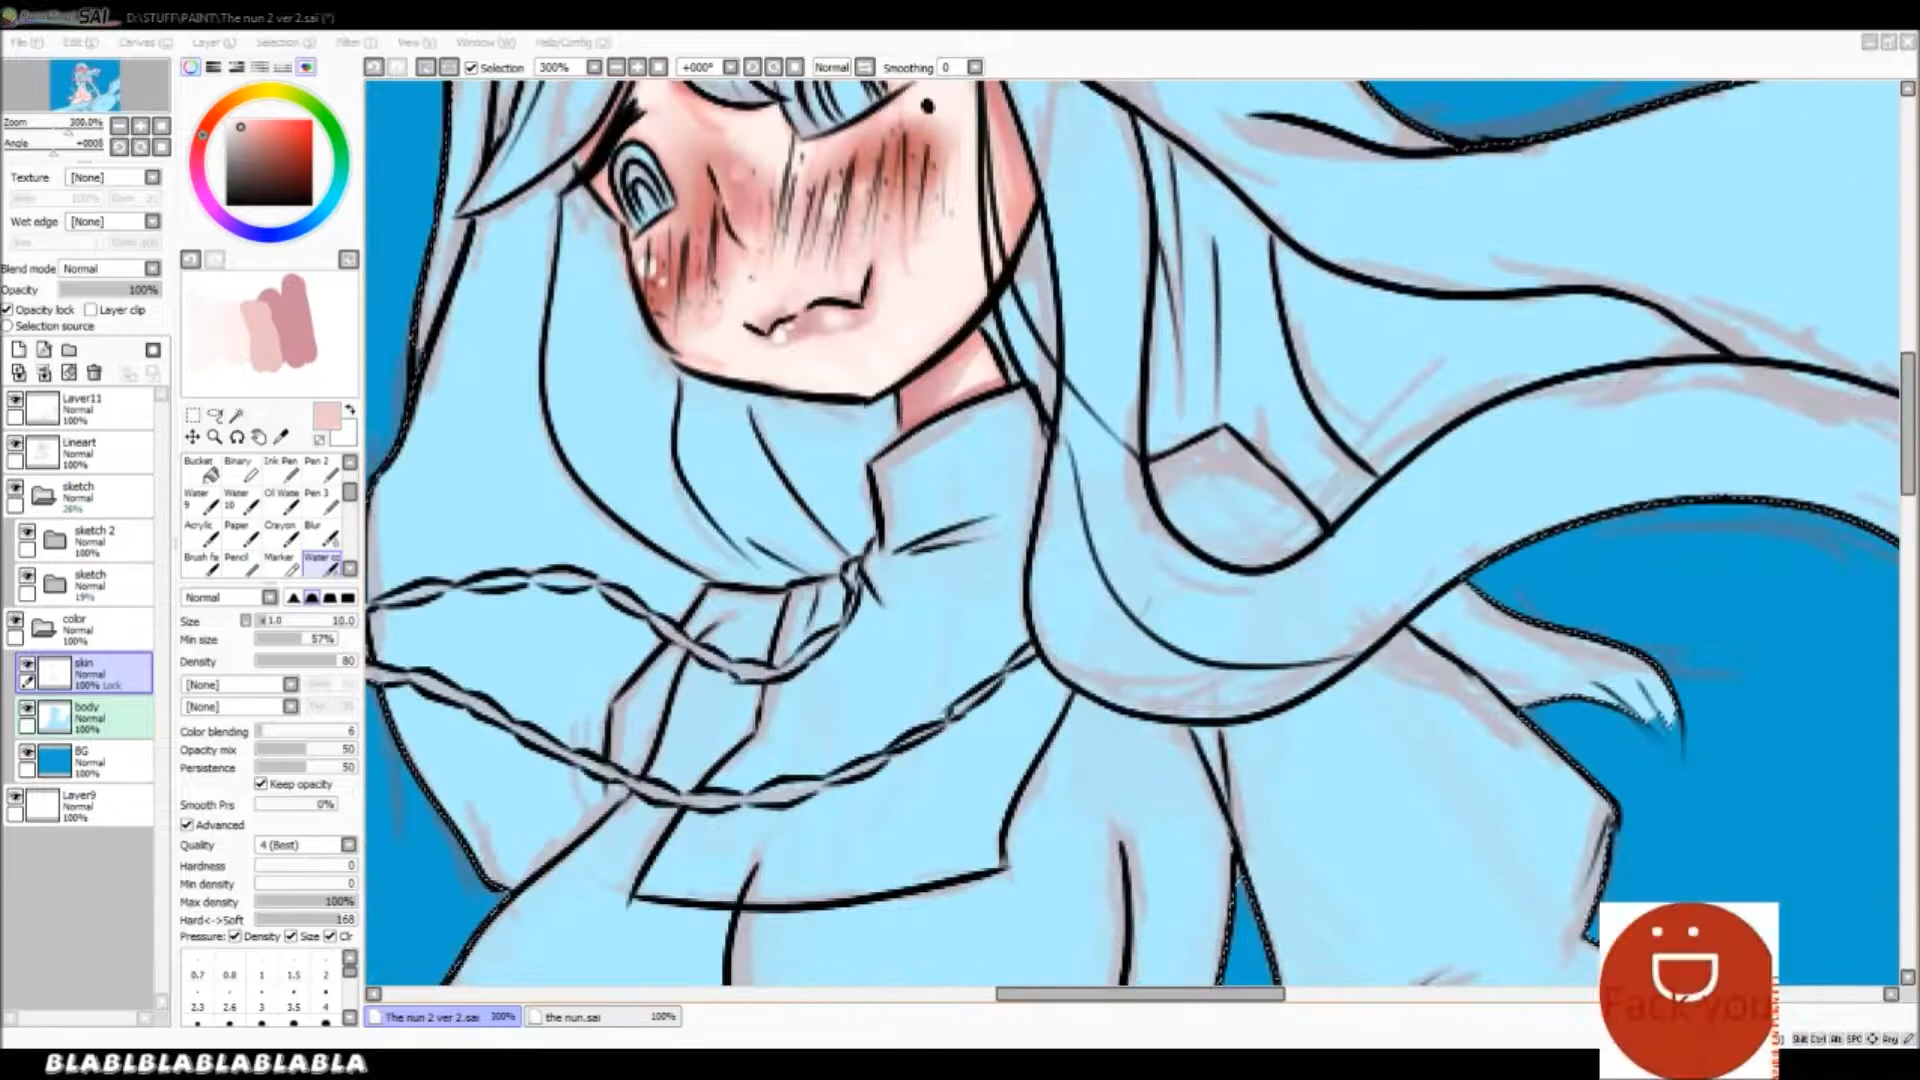 SAI D:\STUFF\PAINT\The nun 2 ver 2.sai (*)
File (F) Edit (E) Canvas (C) Layer (L) Selection (S) Filter (T) View (V) Window (W) Help/Config (O)
Selection 300% +000° Normal Smoothing 0
Zoom 300.0%
Angle +000°
Texture [None]
Wet edge [None]
Blend mode Normal
Opacity 100%
Opacity lock Layer clip
Selection source
Layer11
Normal
100%
Lineart
Normal
100%
sketch
Normal
26%
sketch 2
Normal
100%
sketch
Normal
19%
color
Normal
100%
skin
Normal
100% Lock
body
Normal
100%
BG
Normal
100%
Layer9
Normal
100%
Bucket Binary Ink Pen Pen 2
Water 9 Water 10 Oil Wate Pen 3
Acrylic Paper Crayon Blur
Brush fe Pencil Marker Water co
Normal
Size x 1.0 10.0
Min size 57%
Density 80
[None]
[None]
Color blending 6
Opacity mix 50
Persistence 50
Keep opacity
Smooth Prs 0%
Advanced
Quality 4 (Best)
Hardness 0
Min density 0
Max density 100%
Hard<->Soft 168
Pressure: Density Size Clr
0.7 0.8 1 1.5 2
2.3 2.6 3 3.5 4
The nun 2 ver 2.sai 300% the nun.sai 100%
Fack you
Shift Ctrl Alt SPC Any
BLABLBLABLABLABLA